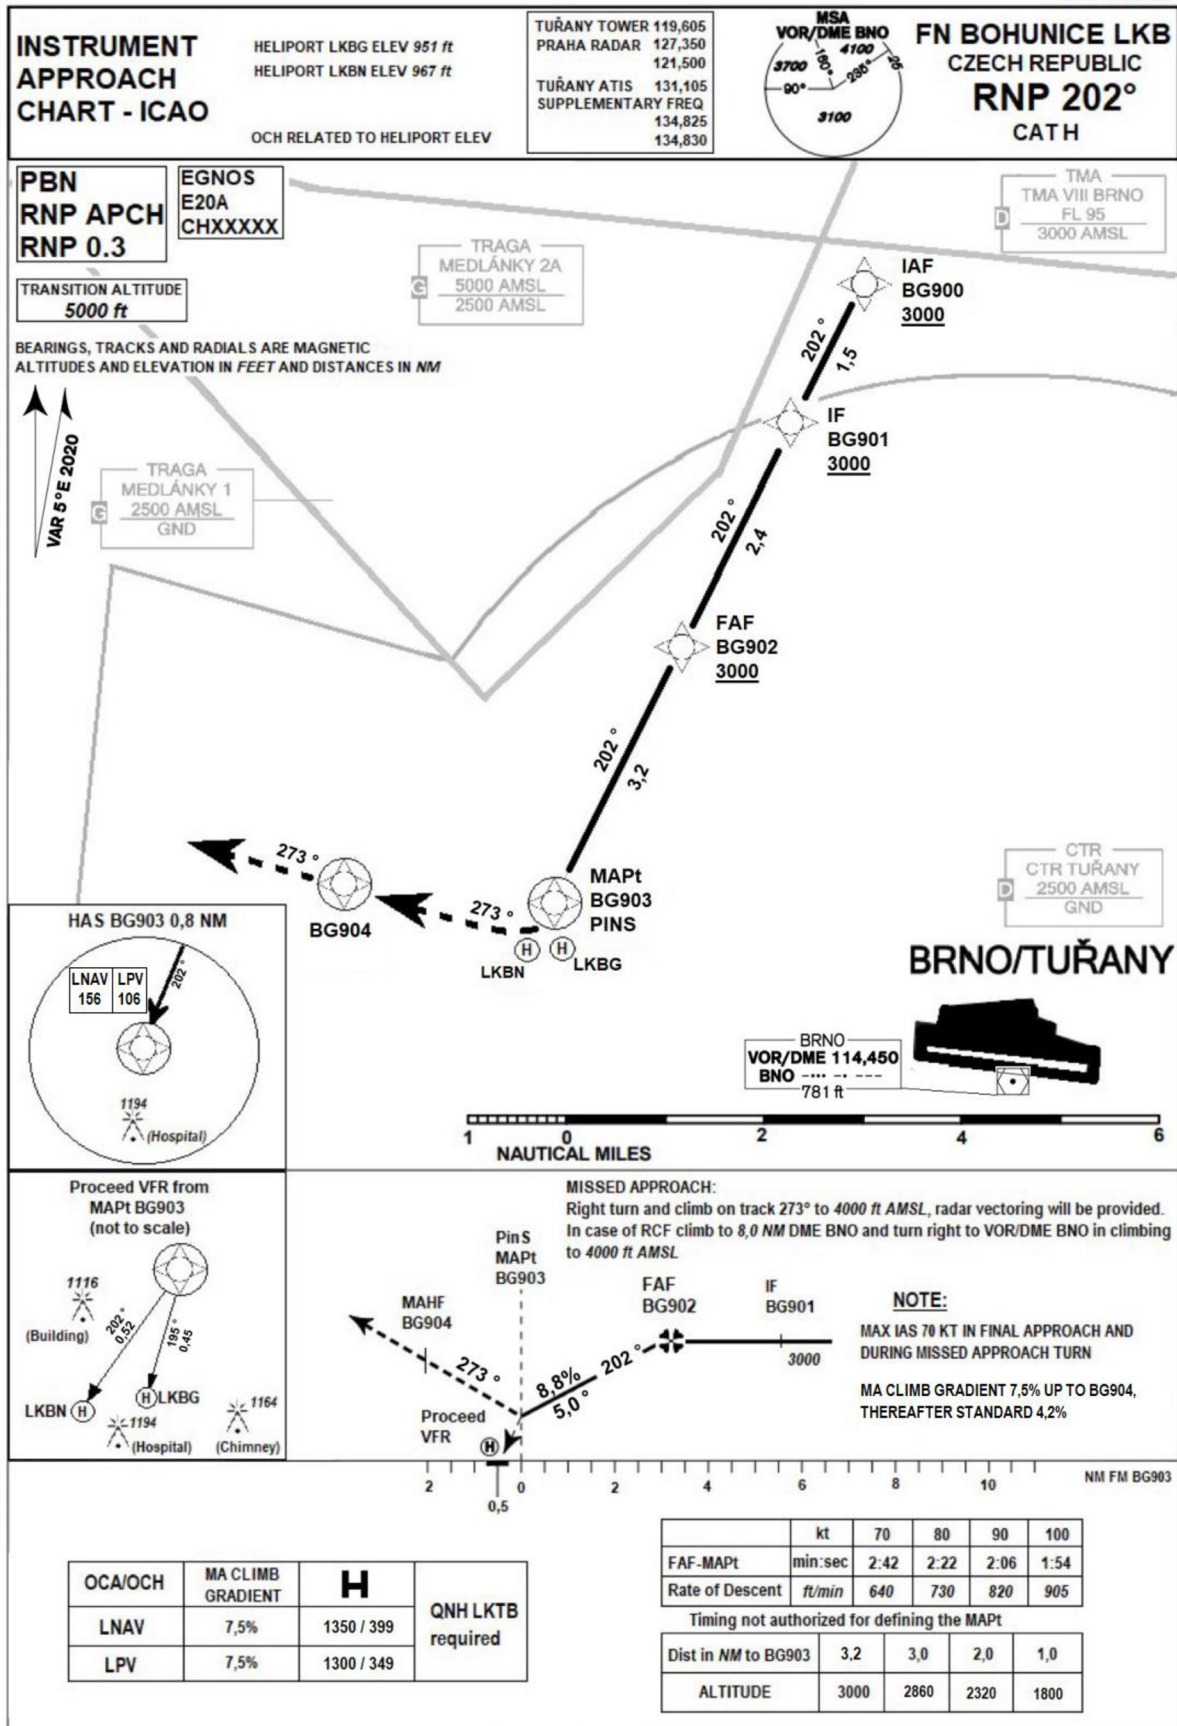 INSTRUMENT
APPROACH
CHART - ICAO
HELIPORT LKBG ELEV 951 ft
HELIPORT LKBN ELEV 967 ft
OCH RELATED TO HELIPORT ELEV
TUŘANY TOWER 119,605
PRAHA RADAR 127,350
121,500
TUŘANY ATIS 131,105
SUPPLEMENTARY FREQ
134,825
134,830
MSA
VOR/DME BNO
4100
3700
160°
235°
25
90°
3100
FN BOHUNICE LKB
CZECH REPUBLIC
RNP 202°
CAT H
PBN
RNP APCH
RNP 0.3
EGNOS
E20A
CHXXXXX
TRANSITION ALTITUDE
5000 ft
BEARINGS, TRACKS AND RADIALS ARE MAGNETIC
ALTITUDES AND ELEVATION IN FEET AND DISTANCES IN NM
VAR 5° E 2020
TRAGA
MEDLÁNKY 2A
G
5000 AMSL
2500 AMSL
TMA
TMA VIII BRNO
D
FL 95
3000 AMSL
TRAGA
MEDLÁNKY 1
G
2500 AMSL
GND
IAF
BG900
3000
202°
1,5
IF
BG901
3000
202°
2,4
FAF
BG902
3000
202°
3,2
MAPt
BG903
PINS
273°
BG904
273°
LKBN
H
H
LKBG
CTR
CTR TUŘANY
D
2500 AMSL
GND
BRNO/TUŘANY
BRNO
VOR/DME 114,450
BNO -··· -· ---
781 ft
1
0
2
4
6
NAUTICAL MILES
HAS BG903 0,8 NM
LNAV
156
LPV
106
202°
1194
(Hospital)
Proceed VFR from
MAPt BG903
(not to scale)
1116
(Building)
202°
0,52
195°
0,45
LKBN H
H LKBG
1194
(Hospital)
1164
(Chimney)
MISSED APPROACH:
Right turn and climb on track 273° to 4000 ft AMSL, radar vectoring will be provided.
In case of RCF climb to 8,0 NM DME BNO and turn right to VOR/DME BNO in climbing
to 4000 ft AMSL
PinS
MAPt
BG903
MAHF
BG904
273°
FAF
BG902
IF
BG901
3000
8,8%
5,0°
202°
Proceed
VFR
H
NOTE:
MAX IAS 70 KT IN FINAL APPROACH AND
DURING MISSED APPROACH TURN
MA CLIMB GRADIENT 7,5% UP TO BG904,
THEREAFTER STANDARD 4,2%
2
0
2
4
6
8
10
NM FM BG903
0,5
OCA/OCH
MA CLIMB
GRADIENT
H
QNH LKTB
required
LNAV 7,5% 1350 / 399
LPV 7,5% 1300 / 349
kt 70 80 90 100
FAF-MAPt min:sec 2:42 2:22 2:06 1:54
Rate of Descent ft/min 640 730 820 905
Timing not authorized for defining the MAPt
Dist in NM to BG903 3,2 3,0 2,0 1,0
ALTITUDE 3000 2860 2320 1800